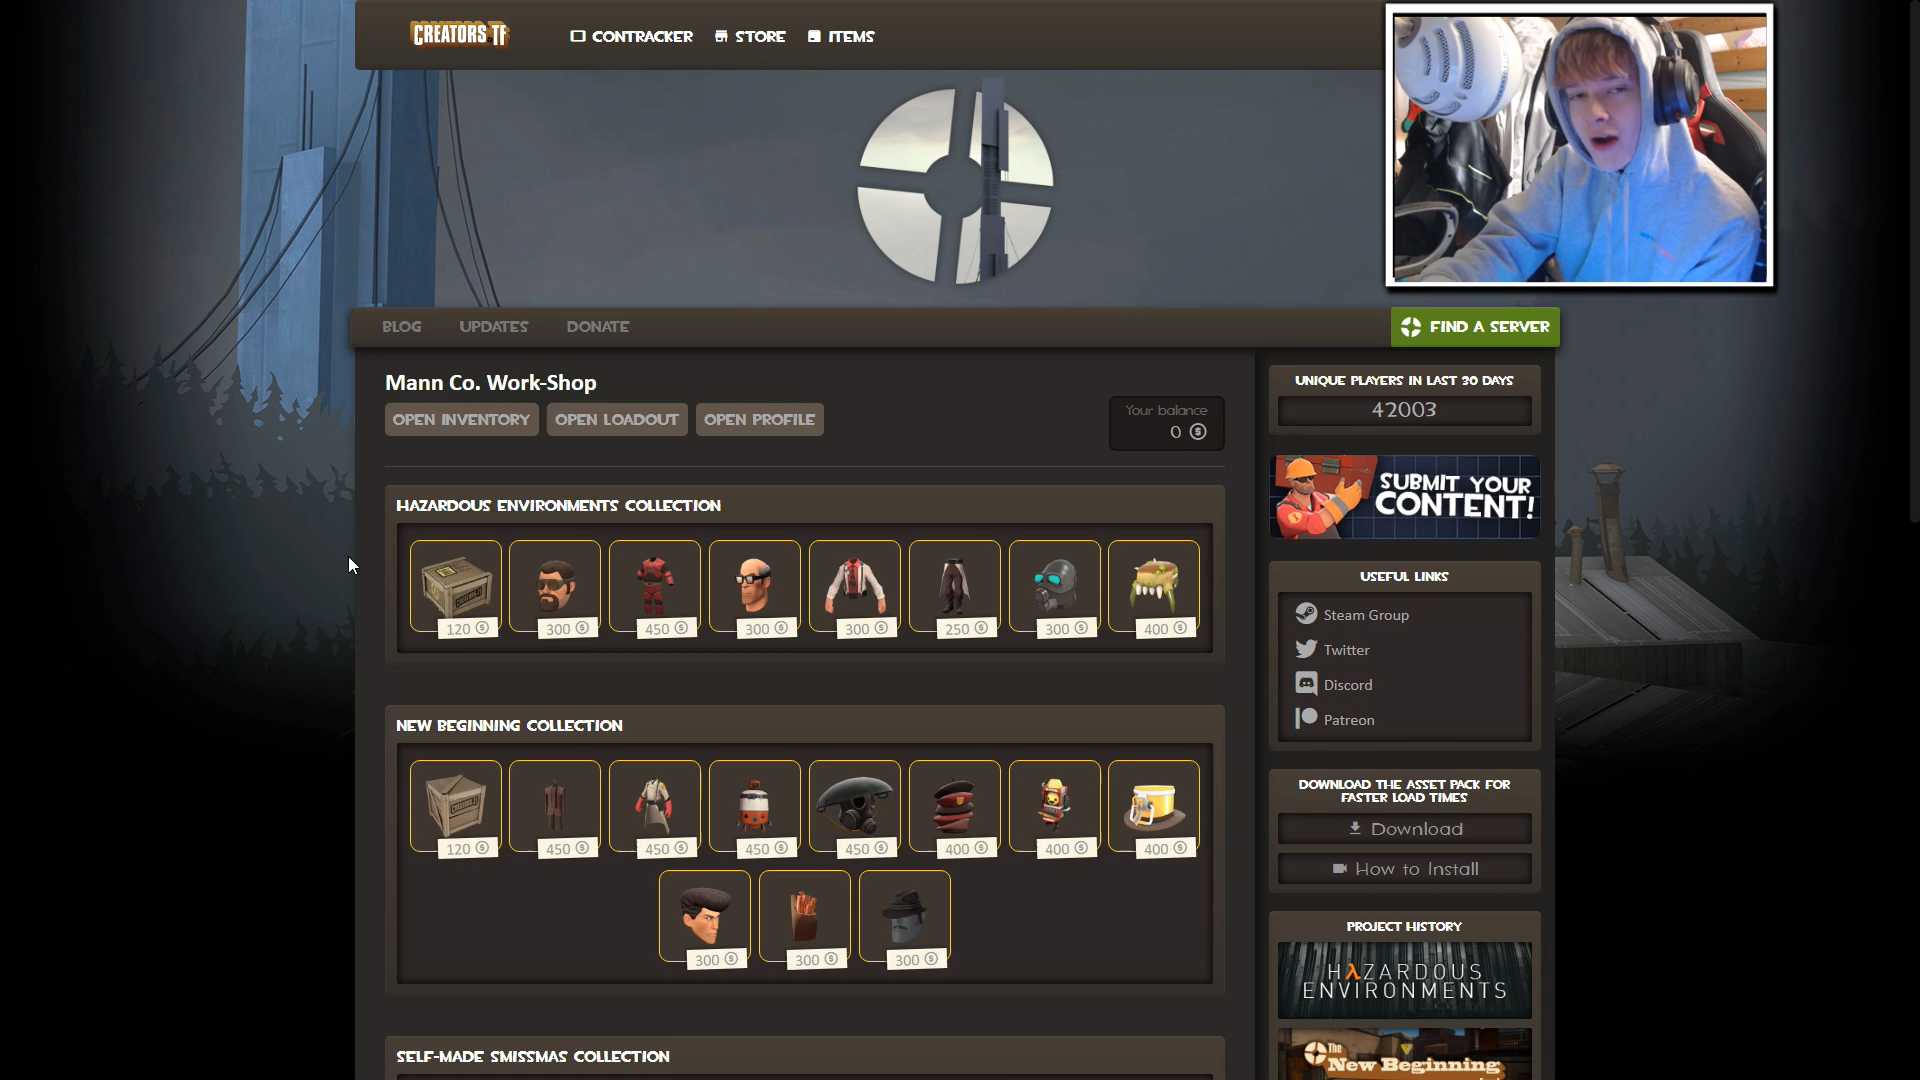 CREATORS.TF
CONTRACKER
STORE
ITEMS
BLOG
UPDATES
DONATE
FIND A SERVER
Mann Co. Work-Shop
OPEN INVENTORY
OPEN LOADOUT
OPEN PROFILE
Your balance
0
HAZARDOUS ENVIRONMENTS COLLECTION
120
300
450
300
300
250
300
400
NEW BEGINNING COLLECTION
120
450
450
450
450
400
400
400
300
300
300
SELF-MADE SMISSMAS COLLECTION
UNIQUE PLAYERS IN LAST 30 DAYS
42003
SUBMIT YOUR
CONTENT!
USEFUL LINKS
Steam Group
Twitter
Discord
Patreon
DOWNLOAD THE ASSET PACK FOR
FASTER LOAD TIMES
Download
How to Install
PROJECT HISTORY
HλZARDOUS
ENVIRONMENTS
The
New Beginning